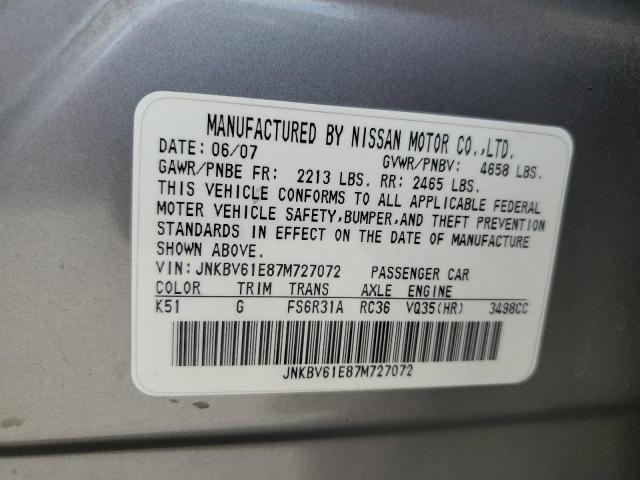 MANUFACTURED BY NISSAN MOTOR CO.,LTD.
DATE: 06/07 GVWR/PNBV: 4658 LBS.
GAWR/PNBE FR: 2213 LBS. RR: 2465 LBS.
THIS VEHICLE CONFORMS TO ALL APPLICABLE FEDERAL
MOTER VEHICLE SAFETY,BUMPER,AND THEFT PREVENTION
STANDARDS IN EFFECT ON THE DATE OF MANUFACTURE
SHOWN ABOVE.
VIN: JNKBV61E87M727072 PASSENGER CAR
COLOR TRIM TRANS AXLE ENGINE
K51 G FS6R31A RC36 VQ35(HR) 3498CC
JNKBV61E87M727072